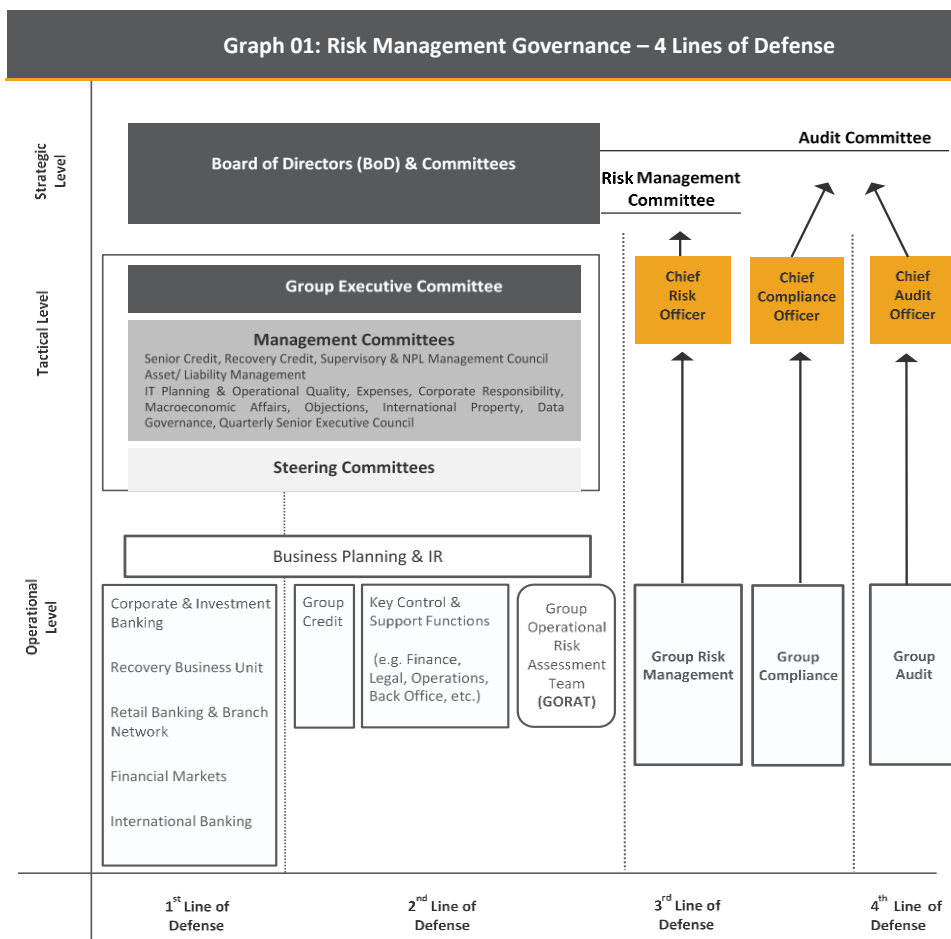 Graph 01: Risk Management Governance – 4 Lines of Defense
Strategic
Level
Board of Directors (BoD) & Committees
Audit Committee
Risk Management
Committee
Tactical Level
Group Executive Committee
Management Committees
Senior Credit, Recovery Credit, Supervisory & NPL Management Council
Asset/ Liability Management
IT Planning & Operational Quality, Expenses, Corporate Responsibility,
Macroeconomic Affairs, Objections, International Property, Data
Governance, Quarterly Senior Executive Council
Steering Committees
Chief
Risk
Officer
Chief
Compliance
Officer
Chief
Audit
Officer
Operational
Level
Business Planning & IR
Corporate & Investment
Banking
Recovery Business Unit
Retail Banking & Branch
Network
Financial Markets
International Banking
Group
Credit
Key Control &
Support Functions
(e.g. Finance,
Legal, Operations,
Back Office, etc.)
Group
Operational
Risk
Assessment
Team
(GORAT)
Group Risk
Management
Group
Compliance
Group
Audit
1st Line of
Defense
2nd Line of
Defense
3rd Line of
Defense
4th Line of
Defense